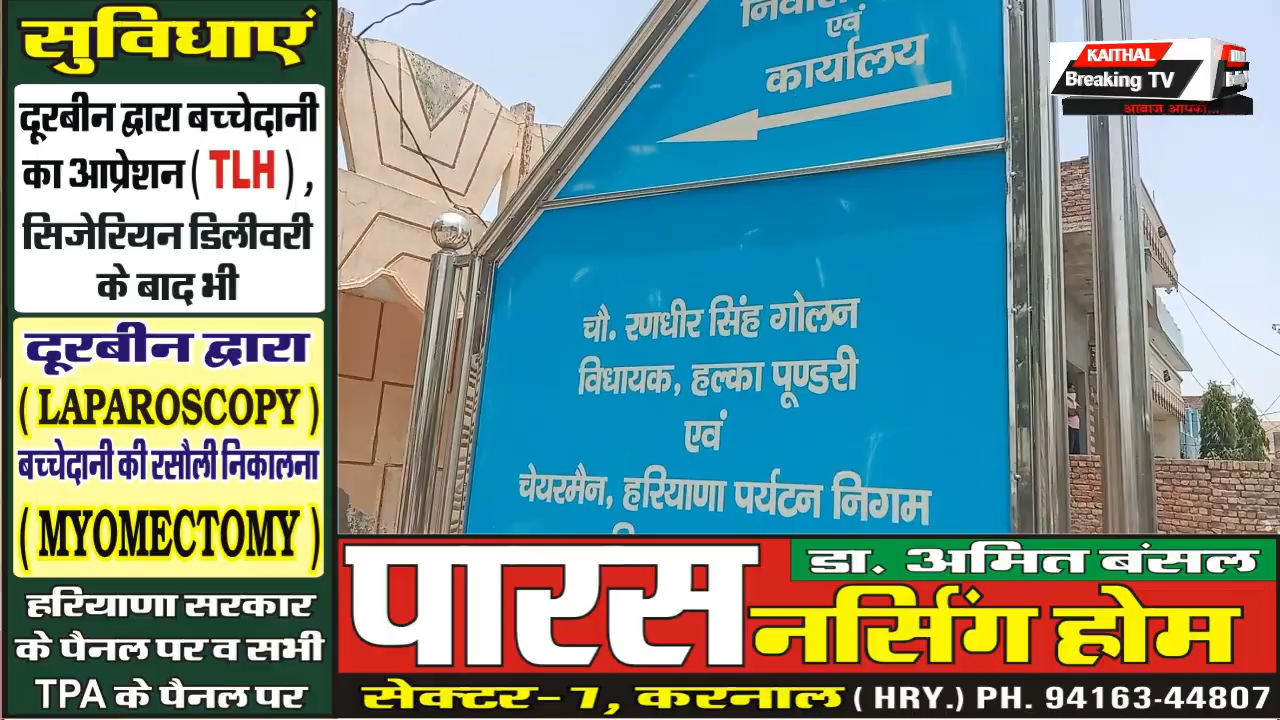 सुविधाएं
दूरबीन द्वारा बच्चेदानी
का आप्रेशन ( TLH ) ,
सिजेरियन डिलीवरी
के बाद भी
दूरबीन द्वारा
( LAPAROSCOPY )
बच्चेदानी की रसौली निकालना
( MYOMECTOMY )
हरियाणा सरकार
के पैनल पर व सभी
TPA के पैनल पर
एवं
कार्यालय
चौ. रणधीर सिंह गोलन
विधायक, हल्का पूण्डरी
एवं
चेयरमैन, हरियाणा पर्यटन निगम
KAITHAL
Breaking TV
आवाज आपकी...
पारस
डा. अमित बंसल
नर्सिंग होम
सेक्टर-7, करनाल ( HRY.) PH. 94163-44807